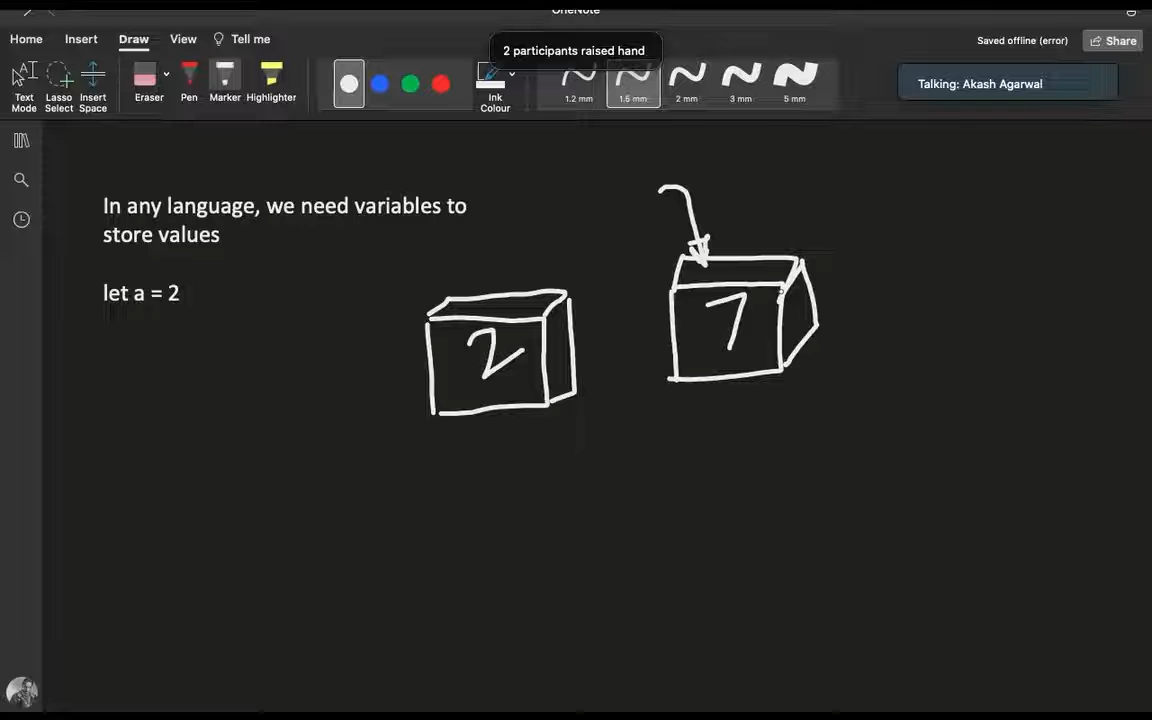 OneNote
2 participants raised hand
Home Insert Draw View Tell me
Saved offline (error) Share
Talking: Akash Agarwal
Text Mode
Lasso Select
Insert Space
Eraser
Pen
Marker
Highlighter
Ink Colour
1.2 mm
1.5 mm
2 mm
3 mm
5 mm
In any language, we need variables to
store values
let a = 2
2
7